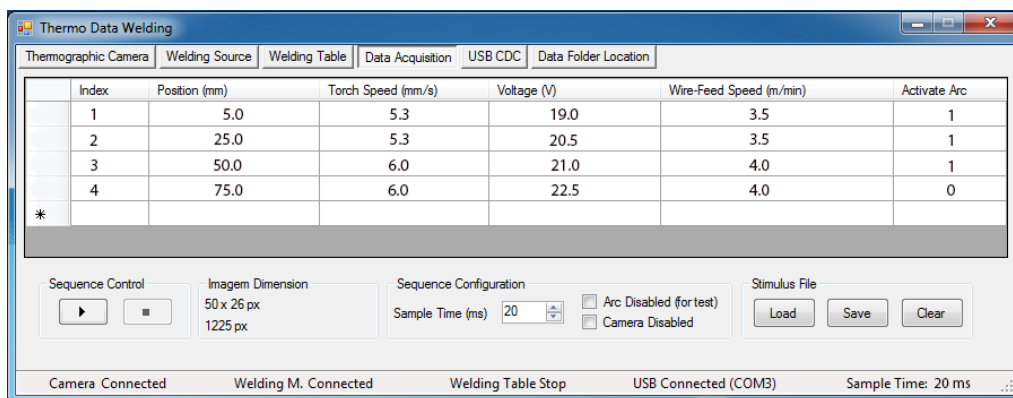 Thermo Data Welding
Thermographic Camera Welding Source Welding Table Data Acquisition USB CDC Data Folder Location
Index Position (mm) Torch Speed (mm/s) Voltage (V) Wire-Feed Speed (m/min) Activate Arc
1 5.0 5.3 19.0 3.5 1
2 25.0 5.3 20.5 3.5 1
3 50.0 6.0 21.0 4.0 1
4 75.0 6.0 22.5 4.0 0
*
Sequence Control Imagem Dimension Sequence Configuration Stimulus File
50 x 26 px
1225 px
Sample Time (ms) 20
Arc Disabled (for test)
Camera Disabled
Load Save Clear
Camera Connected Welding M. Connected Welding Table Stop USB Connected (COM3) Sample Time: 20 ms